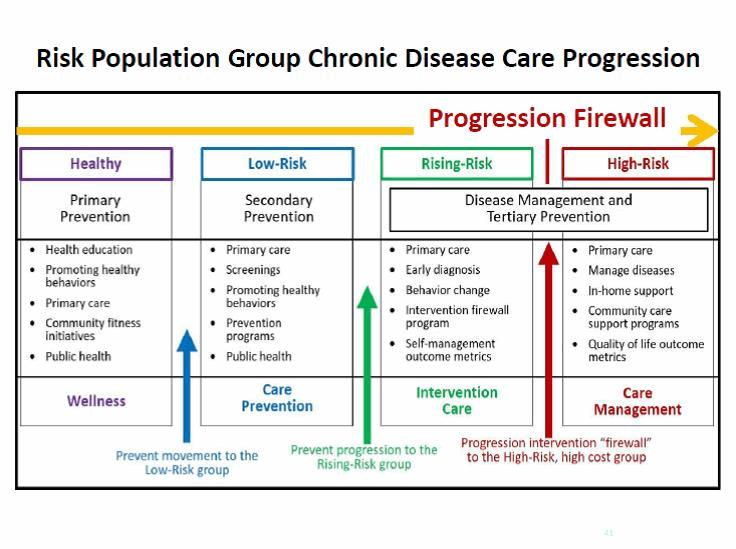 Risk Population Group Chronic Disease Care Progression
Progression Firewall
Healthy
Low-Risk
Rising-Risk
High-Risk
Primary
Prevention
Secondary
Prevention
Disease Management and
Tertiary Prevention
• Health education
• Promoting healthy
behaviors
• Primary care
• Community fitness
initiatives
• Public health
• Primary care
• Screenings
• Promoting healthy
behaviors
• Prevention
programs
• Public health
• Primary care
• Early diagnosis
• Behavior change
• Intervention firewall
program
• Self-management
outcome metrics
• Primary care
• Manage diseases
• In-home support
• Community care
support programs
• Quality of life outcome
metrics
Wellness
Care
Prevention
Intervention
Care
Care
Management
Prevent movement to the
Low-Risk group
Prevent progression to the
Rising-Risk group
Progression intervention "firewall"
to the High-Risk, high cost group
41